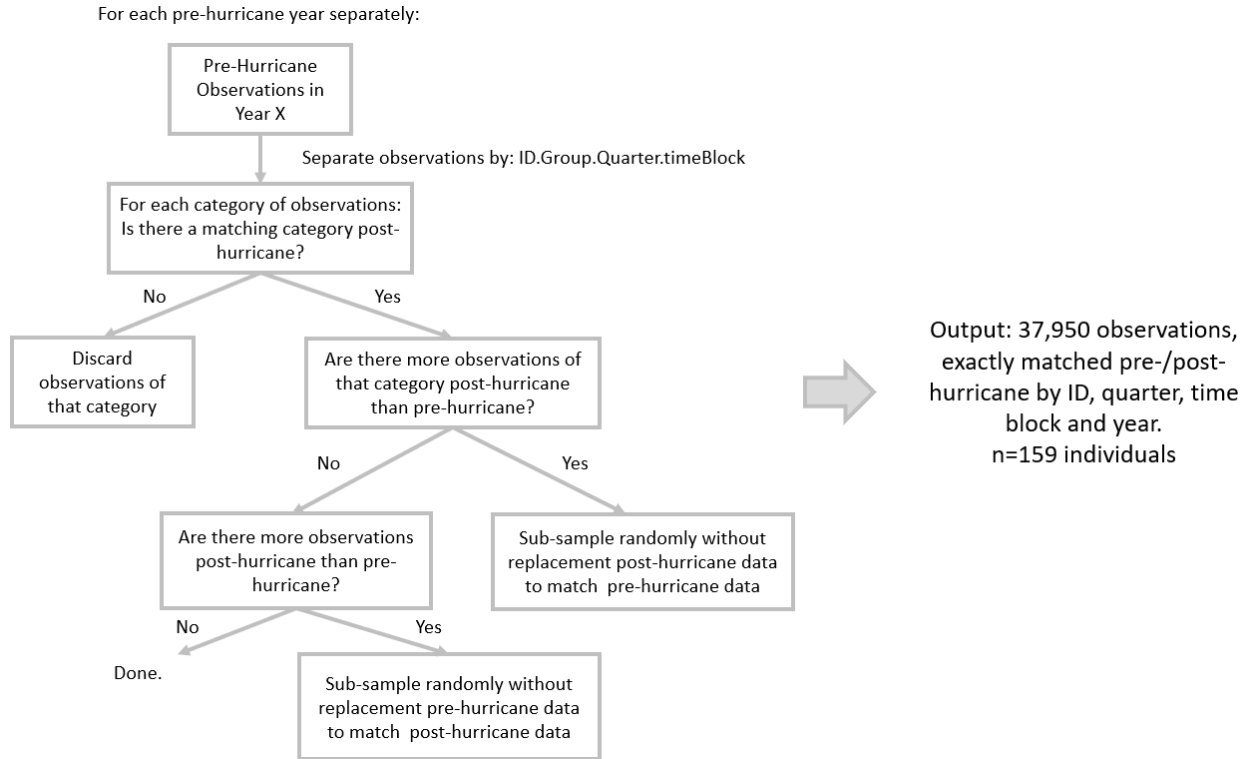 For each pre-hurricane year separately:
Pre-Hurricane
Observations in
Year X
Separate observations by: ID.Group.Quarter.timeBlock
For each category of observations:
Is there a matching category post-
hurricane?
No
Yes
Discard
observations of
that category
Are there more observations of
that category post-hurricane
than pre-hurricane?
No
Yes
Are there more observations
post-hurricane than pre-
hurricane?
Sub-sample randomly without
replacement post-hurricane data
to match pre-hurricane data
No
Yes
Done.
Sub-sample randomly without
replacement pre-hurricane data
to match post-hurricane data
Output: 37,950 observations,
exactly matched pre-/post-
hurricane by ID, quarter, time
block and year.
n=159 individuals